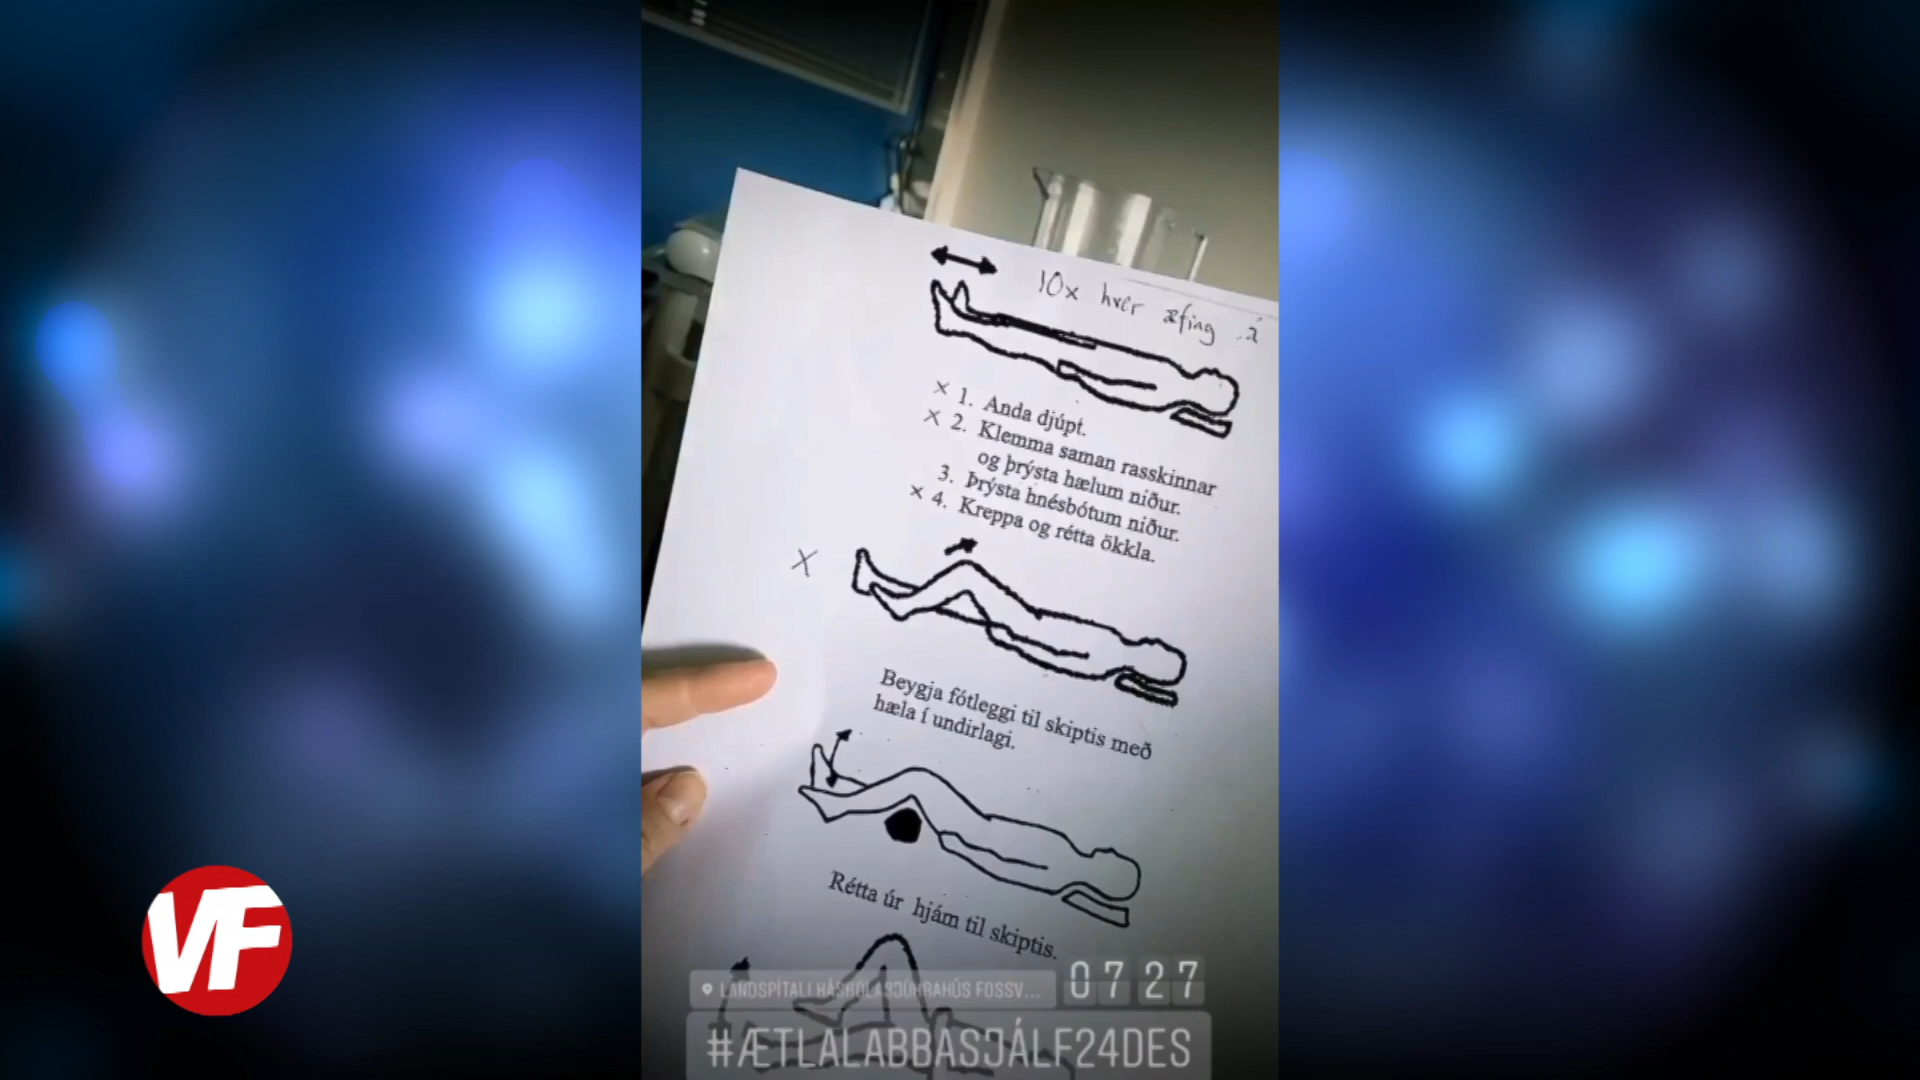 10x hver æfing á
x 1. Anda djúpt.
x 2. Klemma saman rasskinnar
og þrýsta hælum niður.
3. Þrýsta hnésbótum niður.
x 4. Kreppa og rétta ökkla.
X
Beygja fótleggi til skiptis með
hæla í undirlagi.
Rétta úr hjám til skiptis.
LANDSPÍTALI HÁSKÓLASJÚKRAHÚS FOSSV...
07 27
#ÆTLALABBASJÁLF24DES
VF